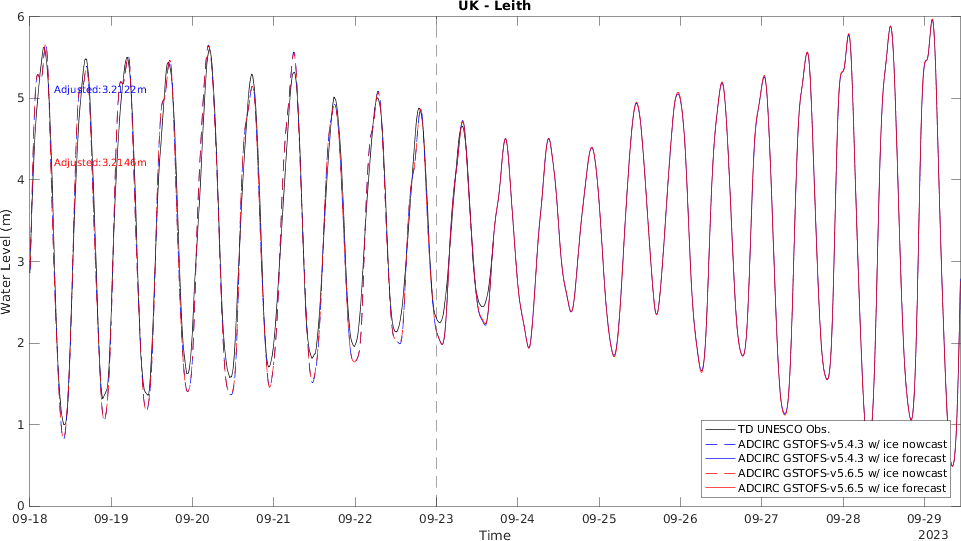 UK - Leith
6
5
4
3
2
1
0
Water Level (m)
Adjusted:3.2122m
Adjusted:3.2146m
TD UNESCO Obs.
ADCIRC GSTOFS-v5.4.3 w/ ice nowcast
ADCIRC GSTOFS-v5.4.3 w/ ice forecast
ADCIRC GSTOFS-v5.6.5 w/ ice nowcast
ADCIRC GSTOFS-v5.6.5 w/ ice forecast
09-18 09-19 09-20 09-21 09-22 09-23 09-24 09-25 09-26 09-27 09-28 09-29
Time
2023